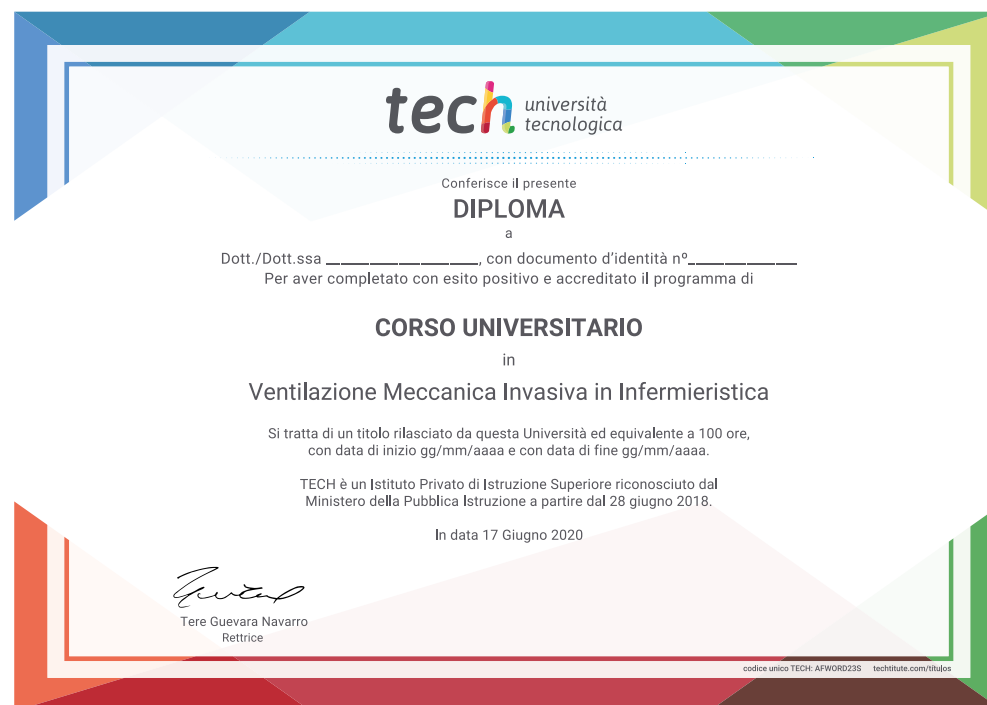 tech università
tecnologica
Conferisce il presente
DIPLOMA
a
Dott./Dott.ssa ____________________, con documento d'identità nº______________
Per aver completato con esito positivo e accreditato il programma di
CORSO UNIVERSITARIO
in
Ventilazione Meccanica Invasiva in Infermieristica
Si tratta di un titolo rilasciato da questa Università ed equivalente a 100 ore,
con data di inizio gg/mm/aaaa e con data di fine gg/mm/aaaa.
TECH è un Istituto Privato di Istruzione Superiore riconosciuto dal
Ministero della Pubblica Istruzione a partire dal 28 giugno 2018.
In data 17 Giugno 2020
Tere Guevara Navarro
Rettrice
codice unico TECH: AFWORD23S techtitute.com/títulos